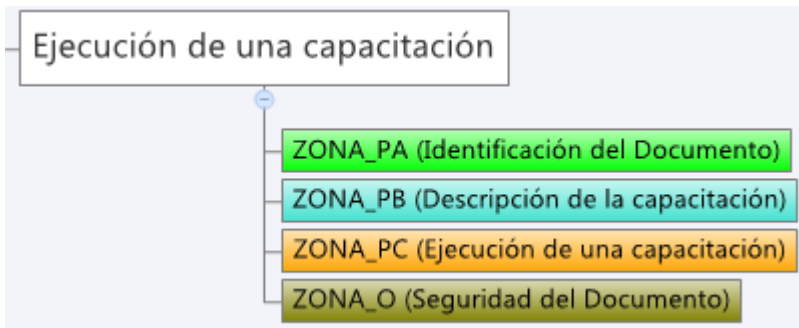 Ejecución de una capacitación
ZONA_PA (Identificación del Documento)
ZONA_PB (Descripción de la capacitación)
ZONA_PC (Ejecución de una capacitación)
ZONA_O (Seguridad del Documento)